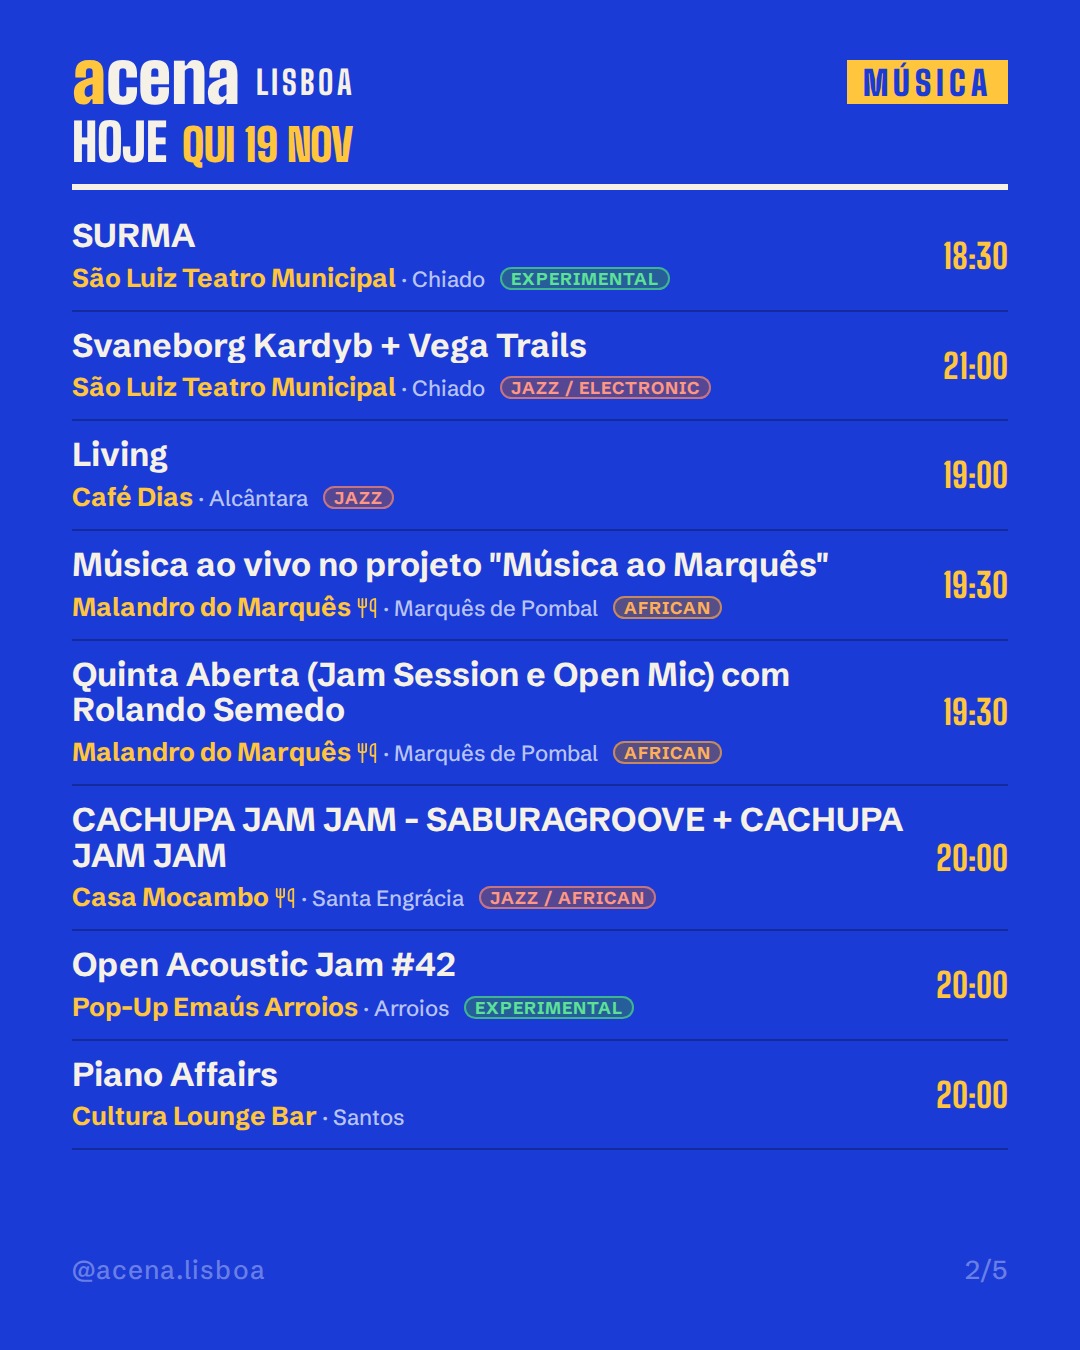 acena LISBOA
MÚSICA
HOJE QUI 19 NOV
SURMA
São Luiz Teatro Municipal · Chiado EXPERIMENTAL
18:30
Svaneborg Kardyb + Vega Trails
São Luiz Teatro Municipal · Chiado JAZZ / ELECTRONIC
21:00
Living
Café Dias · Alcântara JAZZ
19:00
Música ao vivo no projeto "Música ao Marquês"
Malandro do Marquês · Marquês de Pombal AFRICAN
19:30
Quinta Aberta (Jam Session e Open Mic) com
Rolando Semedo
Malandro do Marquês · Marquês de Pombal AFRICAN
19:30
CACHUPA JAM JAM - SABURAGROOVE + CACHUPA
JAM JAM
Casa Mocambo · Santa Engrácia JAZZ / AFRICAN
20:00
Open Acoustic Jam #42
Pop-Up Emaús Arroios · Arroios EXPERIMENTAL
20:00
Piano Affairs
Cultura Lounge Bar · Santos
20:00
@acena.lisboa
2/5